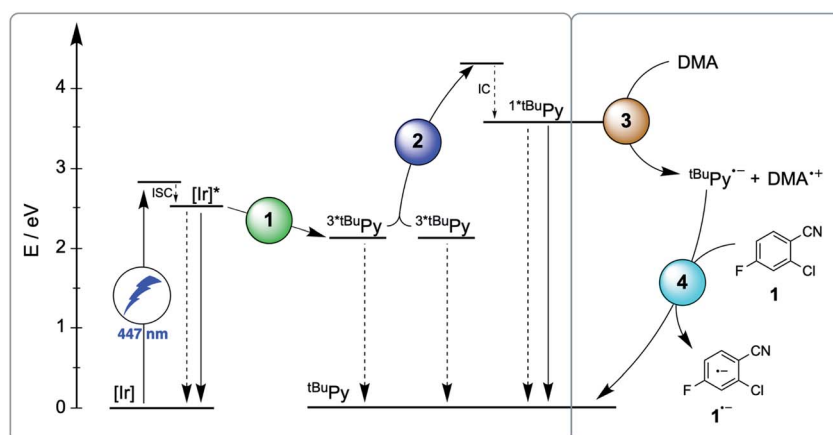 E / eV
4
3
2
1
0
447 nm
[Ir]
ISC
[Ir]*
1
3*tBuPy
3*tBuPy
2
IC
1*tBuPy
tBuPy
3
DMA
tBuPy•− + DMA•+
4
CN
F
Cl
1
CN
•−
F
Cl
1•−